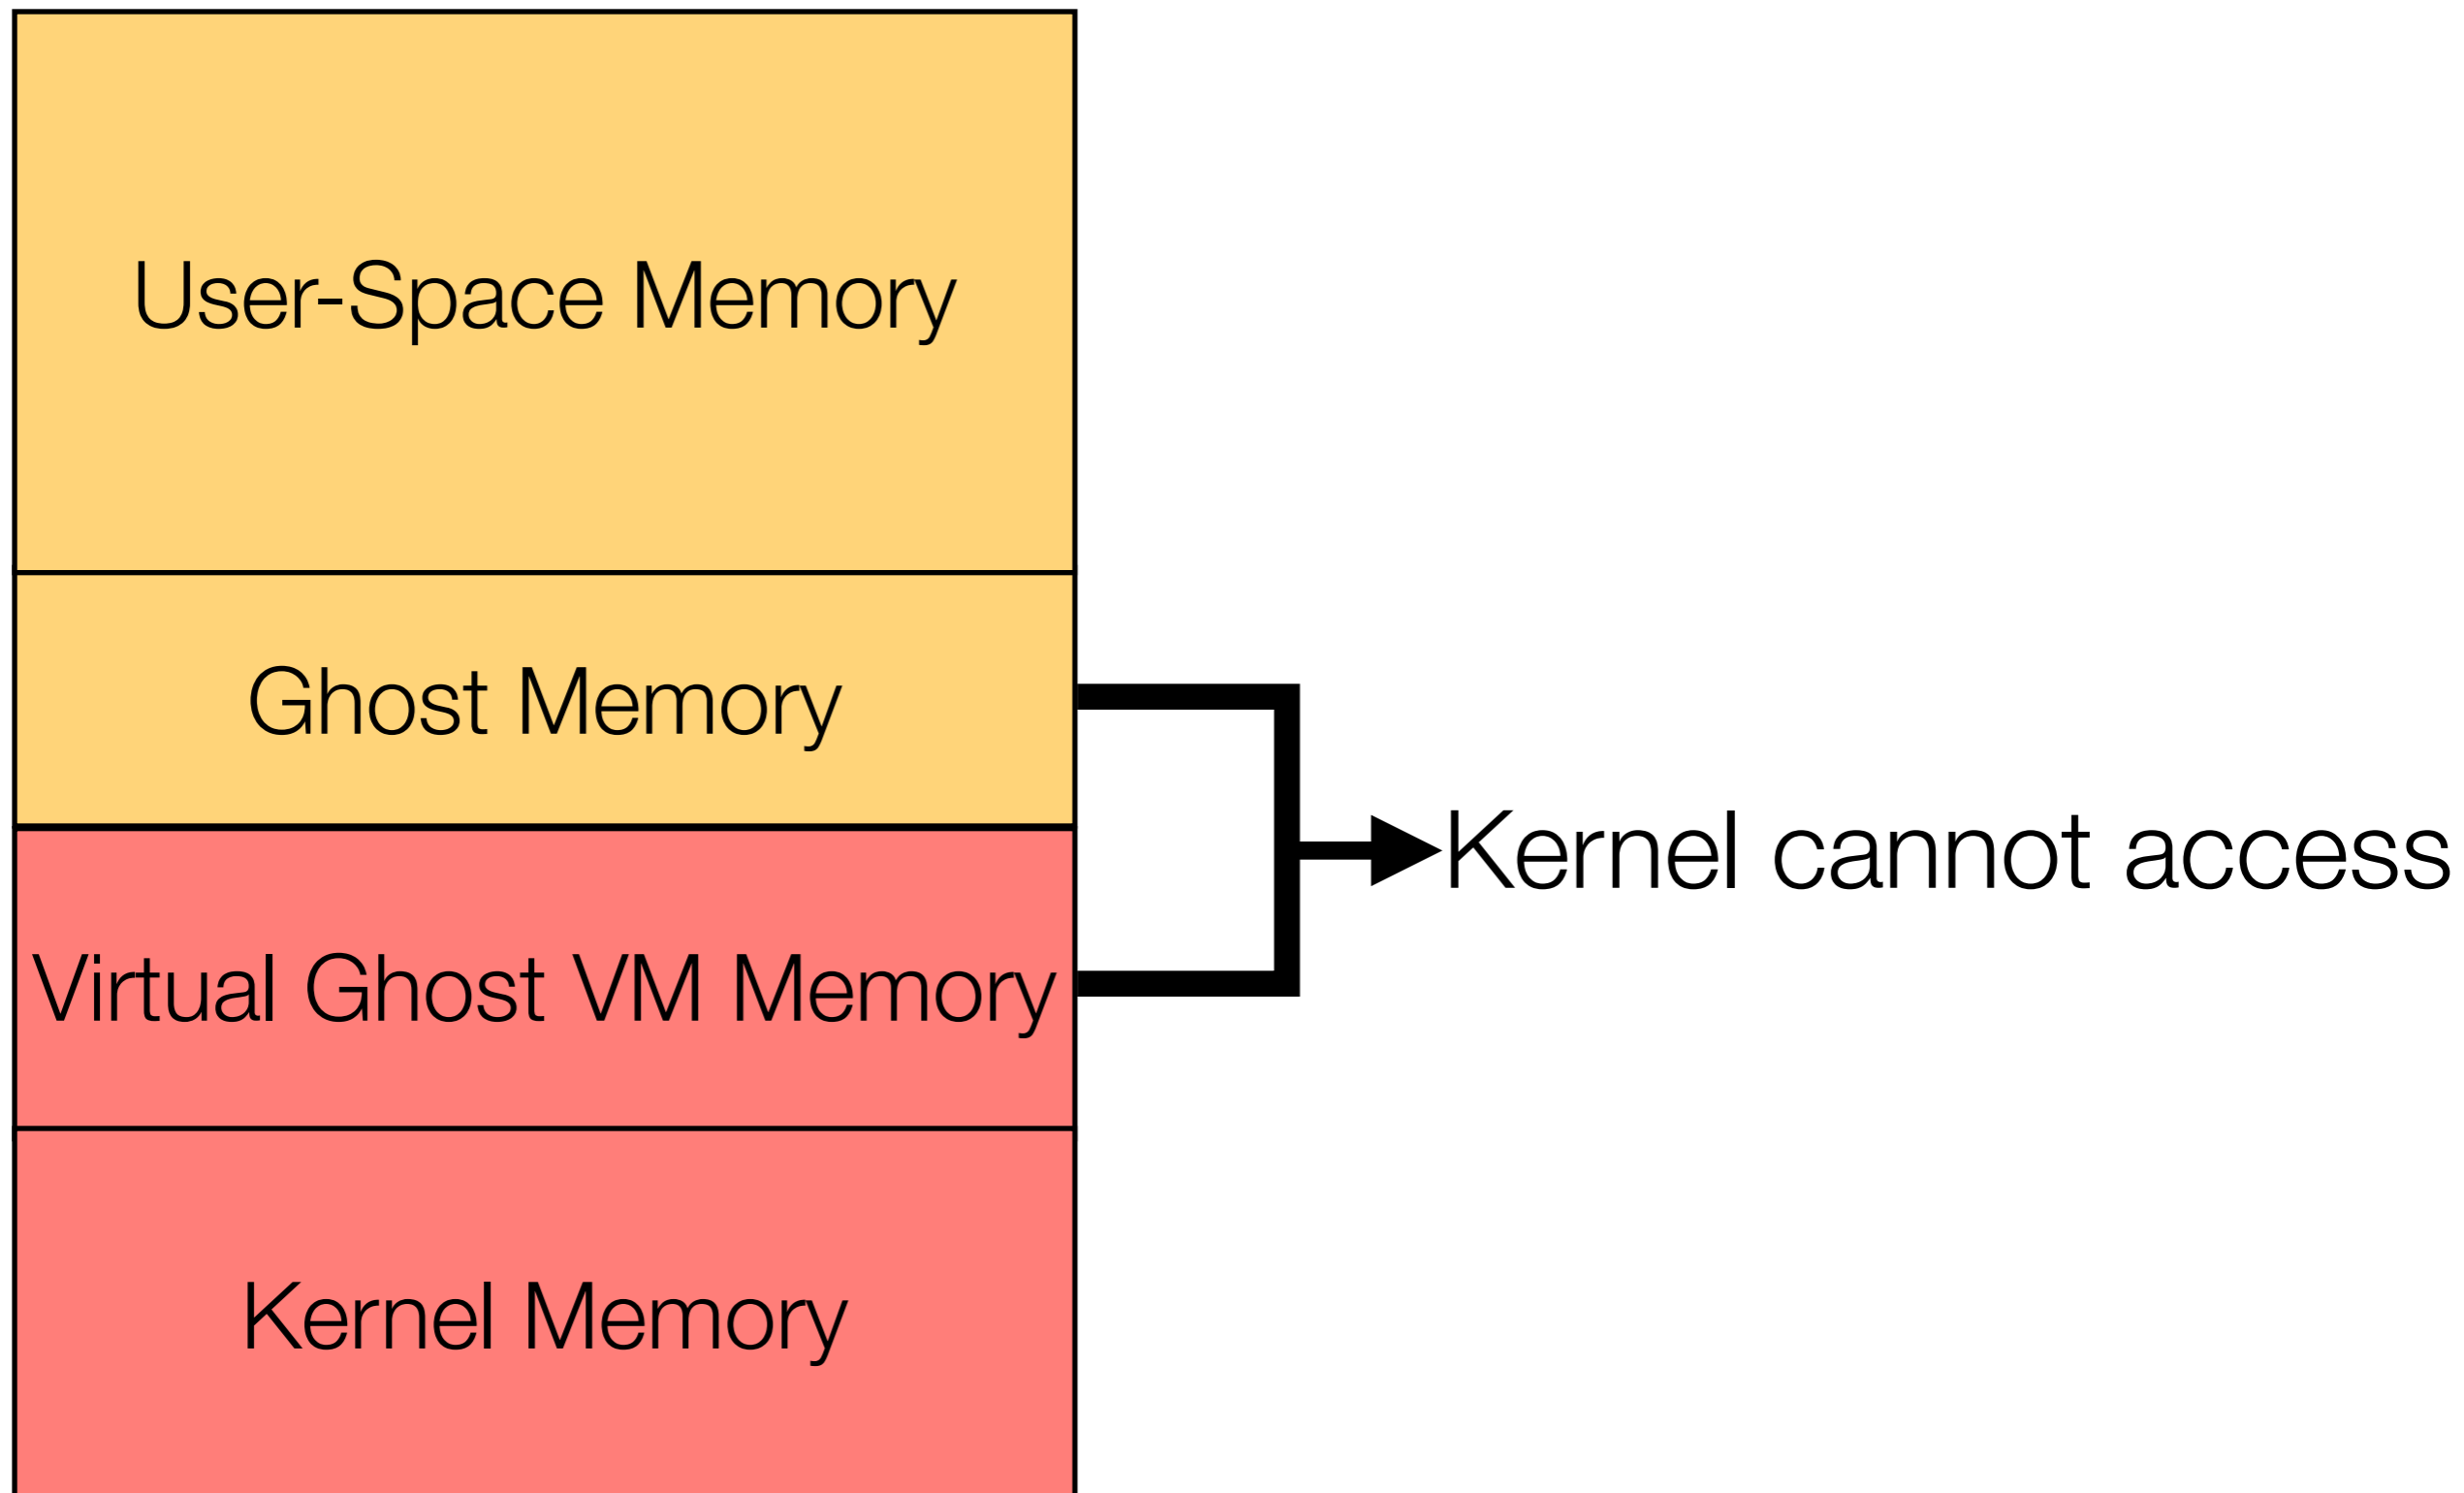 User-Space Memory
Ghost Memory
Kernel cannot access
Virtual Ghost VM Memory
Kernel Memory